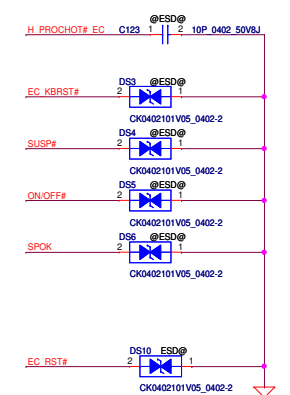 @ESD@
H_PROCHOT#_EC C123 1 2 10P_0402_50V8J
DS3 @ESD@
EC_KBRST# 2 1
CK0402101V05_0402-2
DS4 @ESD@
SUSP# 2 1
CK0402101V05_0402-2
DS5 @ESD@
ON/OFF# 2 1
CK0402101V05_0402-2
DS6 @ESD@
SPOK 2 1
CK0402101V05_0402-2
DS10 ESD@
EC_RST# 2 1
CK0402101V05_0402-2